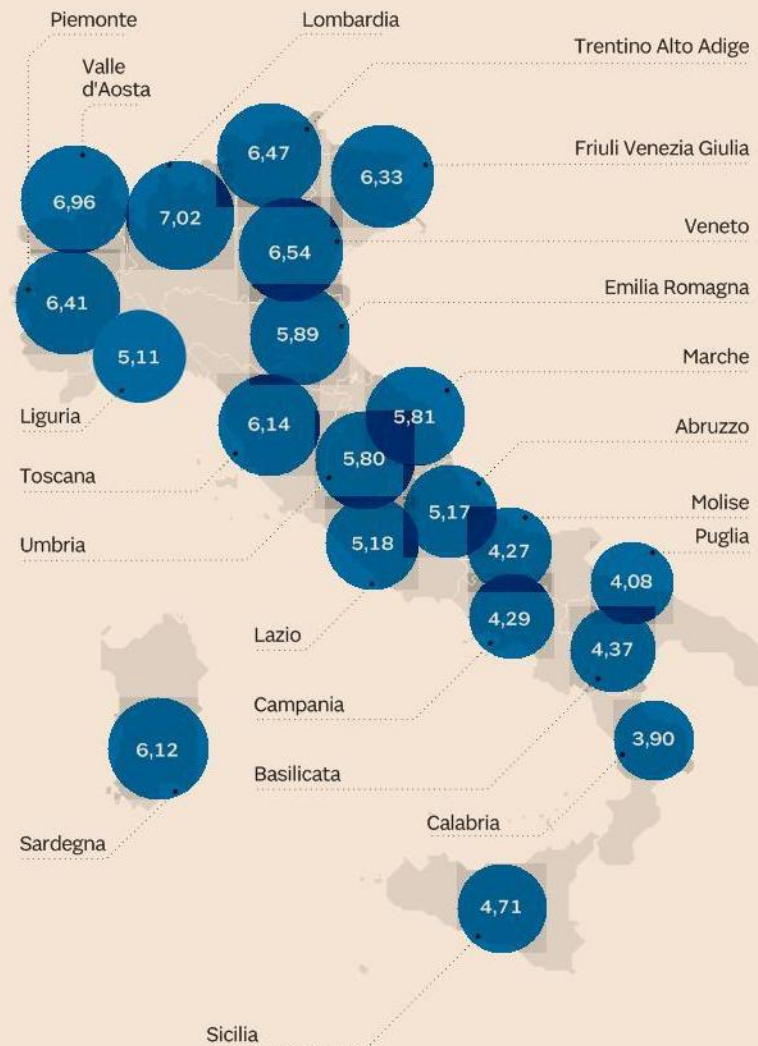 Piemonte
Lombardia
Trentino Alto Adige
Valle
d'Aosta
Friuli Venezia Giulia
6,47
6,33
6,96
7,02
Veneto
6,54
Emilia Romagna
6,41
5,89
5,11
Marche
Liguria
6,14
5,81
Abruzzo
5,80
Toscana
Molise
5,17
Puglia
Umbria
5,18
4,27
4,08
Lazio
4,29
4,37
Campania
3,90
6,12
Basilicata
Calabria
Sardegna
4,71
Sicilia